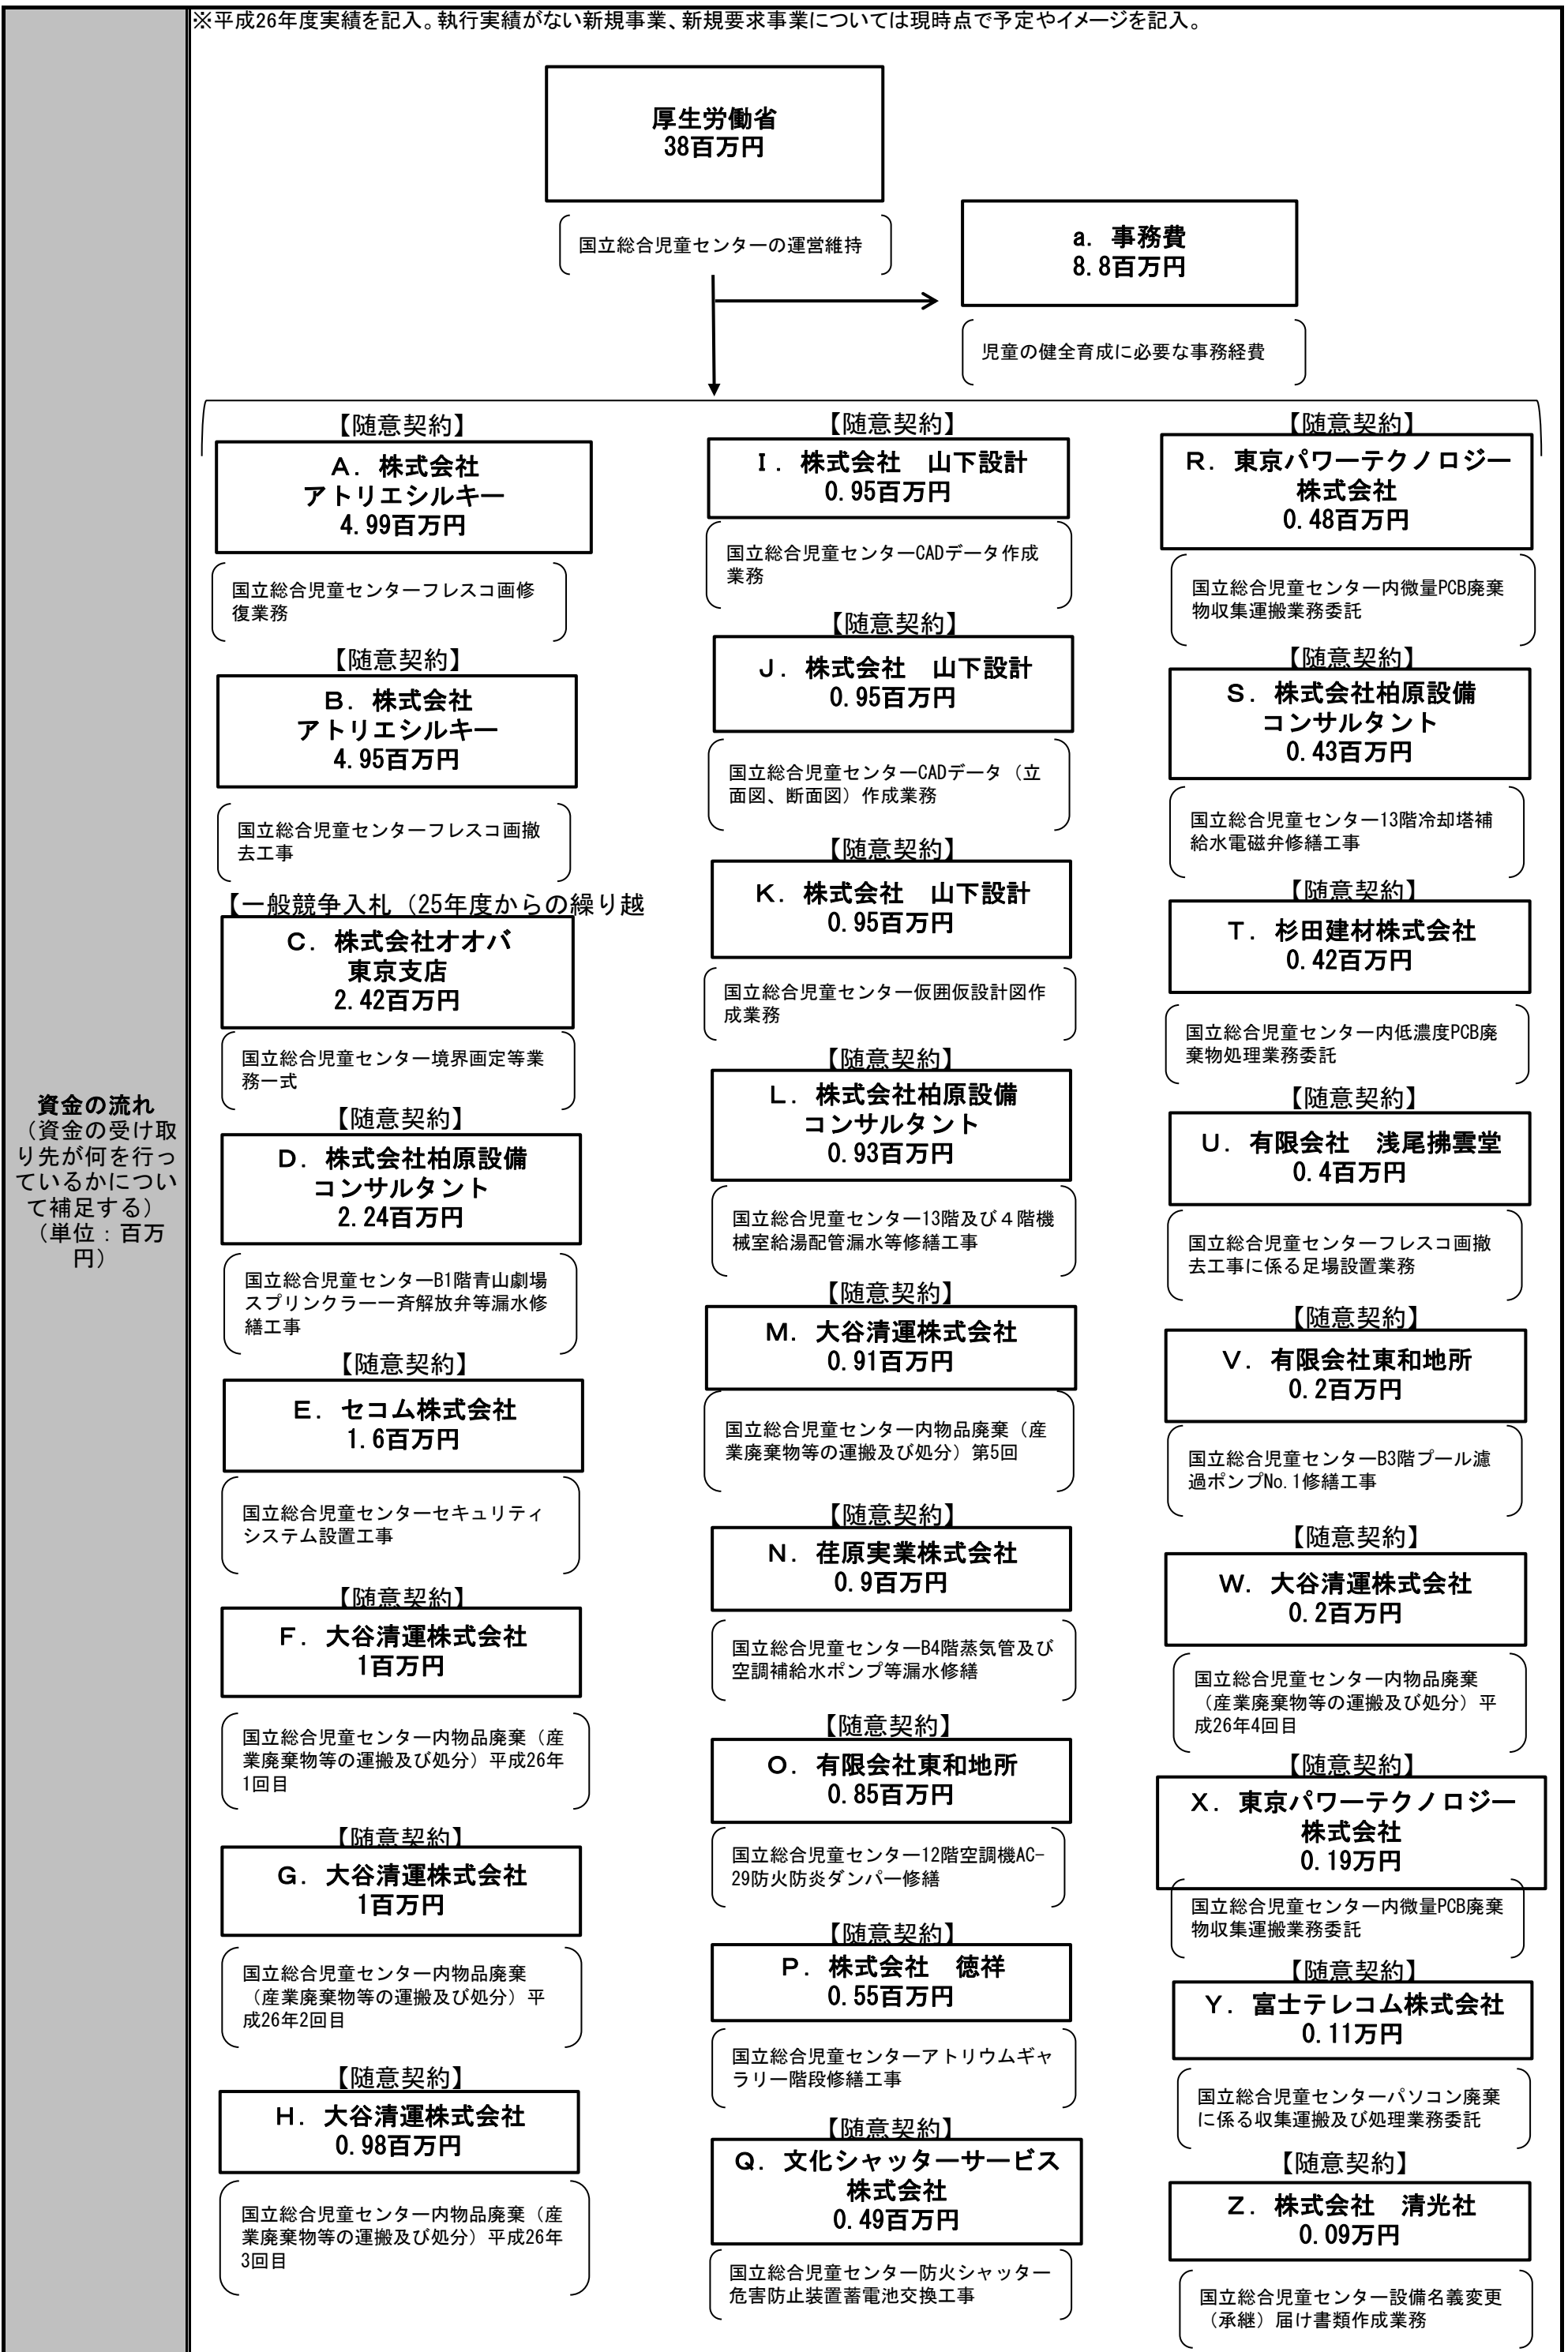 ※平成26年度実績を記入。執行実績がない新規事業、新規要求事業については現時点で予定やイメージを記入。
資金の流れ
（資金の受け取
り先が何を行っ
ているかについ
て補足する）
（単位：百万
円）
厚生労働省
38百万円
国立総合児童センターの運営維持
a. 事務費
8.8百万円
児童の健全育成に必要な事務経費
【随意契約】
Ａ. 株式会社
アトリエシルキー
4.99百万円
国立総合児童センターフレスコ画修
復業務
【随意契約】
Ｂ. 株式会社
アトリエシルキー
4.95百万円
国立総合児童センターフレスコ画撤
去工事
【一般競争入札（25年度からの繰り越
Ｃ. 株式会社オオバ
東京支店
2.42百万円
国立総合児童センター境界画定等業
務一式
【随意契約】
Ｄ. 株式会社柏原設備
コンサルタント
2.24百万円
国立総合児童センターB1階青山劇場
スプリンクラー一斉解放弁等漏水修
繕工事
【随意契約】
Ｅ. セコム株式会社
1.6百万円
国立総合児童センターセキュリティ
システム設置工事
【随意契約】
Ｆ. 大谷清運株式会社
1百万円
国立総合児童センター内物品廃棄（産
業廃棄物等の運搬及び処分）平成26年
1回目
【随意契約】
Ｇ. 大谷清運株式会社
1百万円
国立総合児童センター内物品廃棄
（産業廃棄物等の運搬及び処分）平
成26年2回目
【随意契約】
Ｈ. 大谷清運株式会社
0.98百万円
国立総合児童センター内物品廃棄（産
業廃棄物等の運搬及び処分）平成26年
3回目
【随意契約】
Ｉ. 株式会社　山下設計
0.95百万円
国立総合児童センターCADデータ作成
業務
【随意契約】
Ｊ. 株式会社　山下設計
0.95百万円
国立総合児童センターCADデータ（立
面図、断面図）作成業務
【随意契約】
Ｋ. 株式会社　山下設計
0.95百万円
国立総合児童センター仮囲仮設計図作
成業務
【随意契約】
Ｌ. 株式会社柏原設備
コンサルタント
0.93百万円
国立総合児童センター13階及び４階機
械室給湯配管漏水等修繕工事
【随意契約】
Ｍ. 大谷清運株式会社
0.91百万円
国立総合児童センター内物品廃棄（産
業廃棄物等の運搬及び処分）第5回
【随意契約】
Ｎ. 荏原実業株式会社
0.9百万円
国立総合児童センターB4階蒸気管及び
空調補給水ポンプ等漏水修繕
【随意契約】
Ｏ. 有限会社東和地所
0.85百万円
国立総合児童センター12階空調機AC-
29防火防炎ダンパー修繕
【随意契約】
Ｐ. 株式会社　徳祥
0.55百万円
国立総合児童センターアトリウムギャ
ラリー階段修繕工事
【随意契約】
Ｑ. 文化シャッターサービス
株式会社
0.49百万円
国立総合児童センター防火シャッター
危害防止装置蓄電池交換工事
【随意契約】
Ｒ. 東京パワーテクノロジー
株式会社
0.48百万円
国立総合児童センター内微量PCB廃棄
物収集運搬業務委託
【随意契約】
Ｓ. 株式会社柏原設備
コンサルタント
0.43百万円
国立総合児童センター13階冷却塔補
給水電磁弁修繕工事
【随意契約】
Ｔ. 杉田建材株式会社
0.42百万円
国立総合児童センター内低濃度PCB廃
棄物処理業務委託
【随意契約】
Ｕ. 有限会社　浅尾拂雲堂
0.4百万円
国立総合児童センターフレスコ画撤
去工事に係る足場設置業務
【随意契約】
Ｖ. 有限会社東和地所
0.2百万円
国立総合児童センターB3階プール濾
過ポンプNo.1修繕工事
【随意契約】
Ｗ. 大谷清運株式会社
0.2百万円
国立総合児童センター内物品廃棄
（産業廃棄物等の運搬及び処分）平
成26年4回目
【随意契約】
Ｘ. 東京パワーテクノロジー
株式会社
0.19万円
国立総合児童センター内微量PCB廃棄
物収集運搬業務委託
【随意契約】
Ｙ. 富士テレコム株式会社
0.11万円
国立総合児童センターパソコン廃棄
に係る収集運搬及び処理業務委託
【随意契約】
Ｚ. 株式会社　清光社
0.09万円
国立総合児童センター設備名義変更
（承継）届け書類作成業務